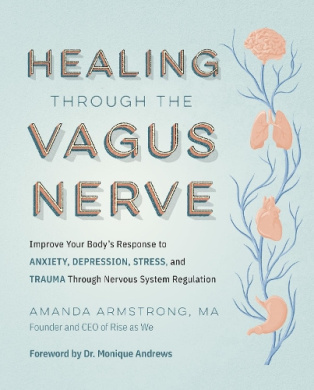 HEALING
THROUGH THE
VAGUS
NERVE
Improve Your Body's Response to
ANXIETY, DEPRESSION, STRESS, and
TRAUMA Through Nervous System Regulation
AMANDA ARMSTRONG, MA
Founder and CEO of Rise as We
Foreword by Dr. Monique Andrews